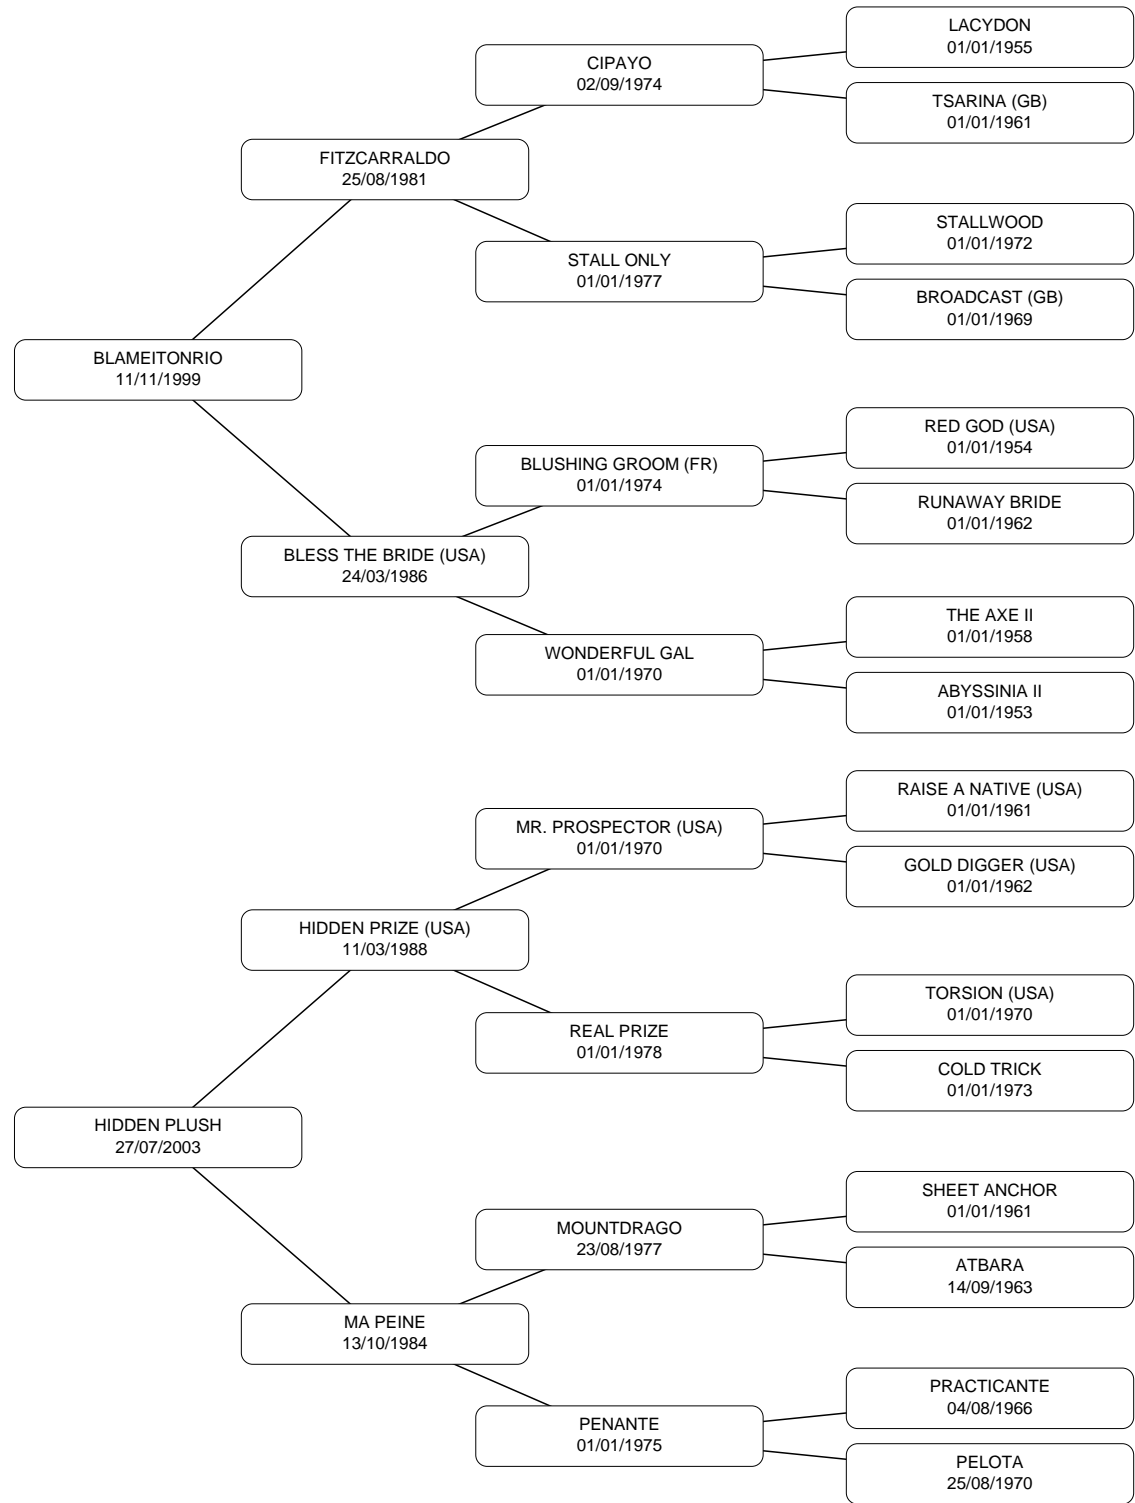 LACYDON
01/01/1955
CIPAYO
02/09/1974
TSARINA (GB)
01/01/1961
FITZCARRALDO
25/08/1981
STALLWOOD
01/01/1972
STALL ONLY
01/01/1977
BROADCAST (GB)
01/01/1969
BLAMEITONRIO
11/11/1999
RED GOD (USA)
01/01/1954
BLUSHING GROOM (FR)
01/01/1974
RUNAWAY BRIDE
01/01/1962
BLESS THE BRIDE (USA)
24/03/1986
THE AXE II
01/01/1958
WONDERFUL GAL
01/01/1970
ABYSSINIA II
01/01/1953
RAISE A NATIVE (USA)
01/01/1961
MR. PROSPECTOR (USA)
01/01/1970
GOLD DIGGER (USA)
01/01/1962
HIDDEN PRIZE (USA)
11/03/1988
TORSION (USA)
01/01/1970
REAL PRIZE
01/01/1978
COLD TRICK
01/01/1973
HIDDEN PLUSH
27/07/2003
SHEET ANCHOR
01/01/1961
MOUNTDRAGO
23/08/1977
ATBARA
14/09/1963
MA PEINE
13/10/1984
PRACTICANTE
04/08/1966
PENANTE
01/01/1975
PELOTA
25/08/1970